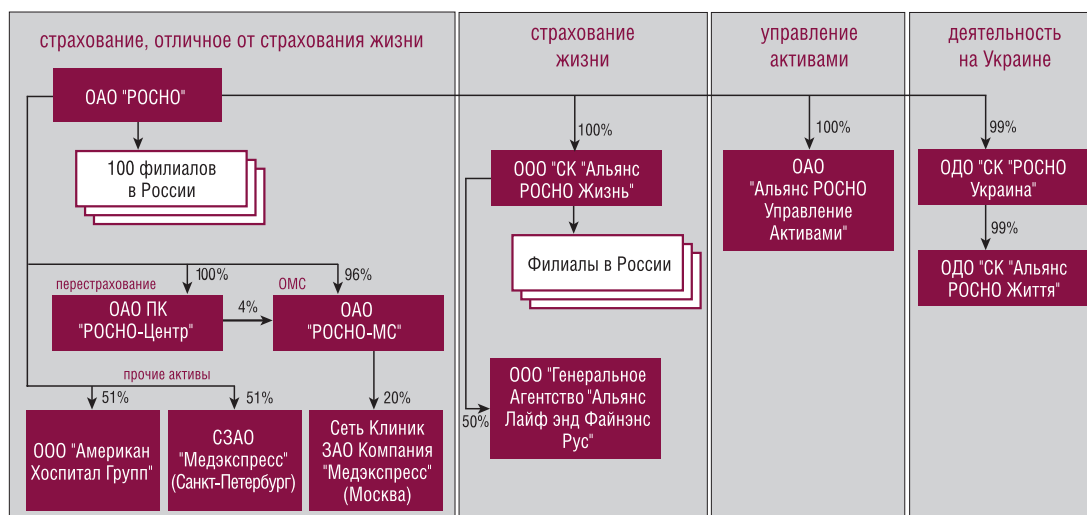 страхование, отличное от страхования жизни
ОАО "РОСНО"
100 филиалов
в России
перестрахование
100%
ОМС
96%
ОАО ПК
"РОСНО-Центр"
4%
ОАО
"РОСНО-МС"
прочие активы
51%
51%
20%
ООО "Американ
Хоспитал Групп"
СЗАО
"Медэкспресс"
(Санкт-Петербург)
Сеть Клиник
ЗАО Компания
"Медэкспресс"
(Москва)
страхование
жизни
100%
ООО "СК "Альянс
РОСНО Жизнь"
Филиалы в России
50%
ООО "Генеральное
Агентство "Альянс
Лайф энд Файнэнс
Рус"
управление
активами
100%
ОАО
"Альянс РОСНО
Управление
Активами"
деятельность
на Украине
99%
ОДО "СК "РОСНО
Украина"
99%
ОДО "СК "Альянс
РОСНО Життя"